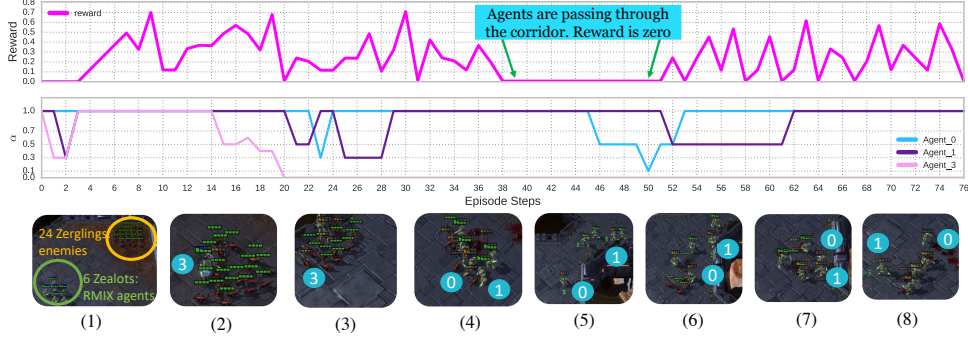 0.8
0.7
0.6
0.5
0.4
0.3
0.2
0.1
0.0
Reward
reward
Agents are passing through
the corridor. Reward is zero
1.0
0.7
0.5
0.3
0.1
0.0
α
Agent_0
Agent_1
Agent_3
0 2 4 6 8 10 12 14 16 18 20 22 24 26 28 30 32 34 36 38 40 42 44 46 48 50 52 54 56 58 60 62 64 66 68 70 72 74 76
Episode Steps
24 Zerglings:
enemies
6 Zealots:
RMIX agents
3
3
0 1
0 1
1 0
0 1
1 0
(1) (2) (3) (4) (5) (6) (7) (8)